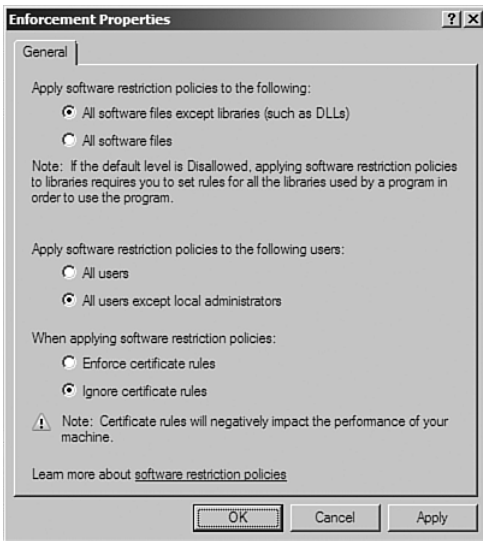 Enforcement Properties
General
Apply software restriction policies to the following:
All software files except libraries (such as DLLs)
All software files
Note: If the default level is Disallowed, applying software restriction policies
to libraries requires you to set rules for all the libraries used by a program in
order to use the program.
Apply software restriction policies to the following users:
All users
All users except local administrators
When applying software restriction policies:
Enforce certificate rules
Ignore certificate rules
Note: Certificate rules will negatively impact the performance of your
machine.
Learn more about software restriction policies
OK Cancel Apply